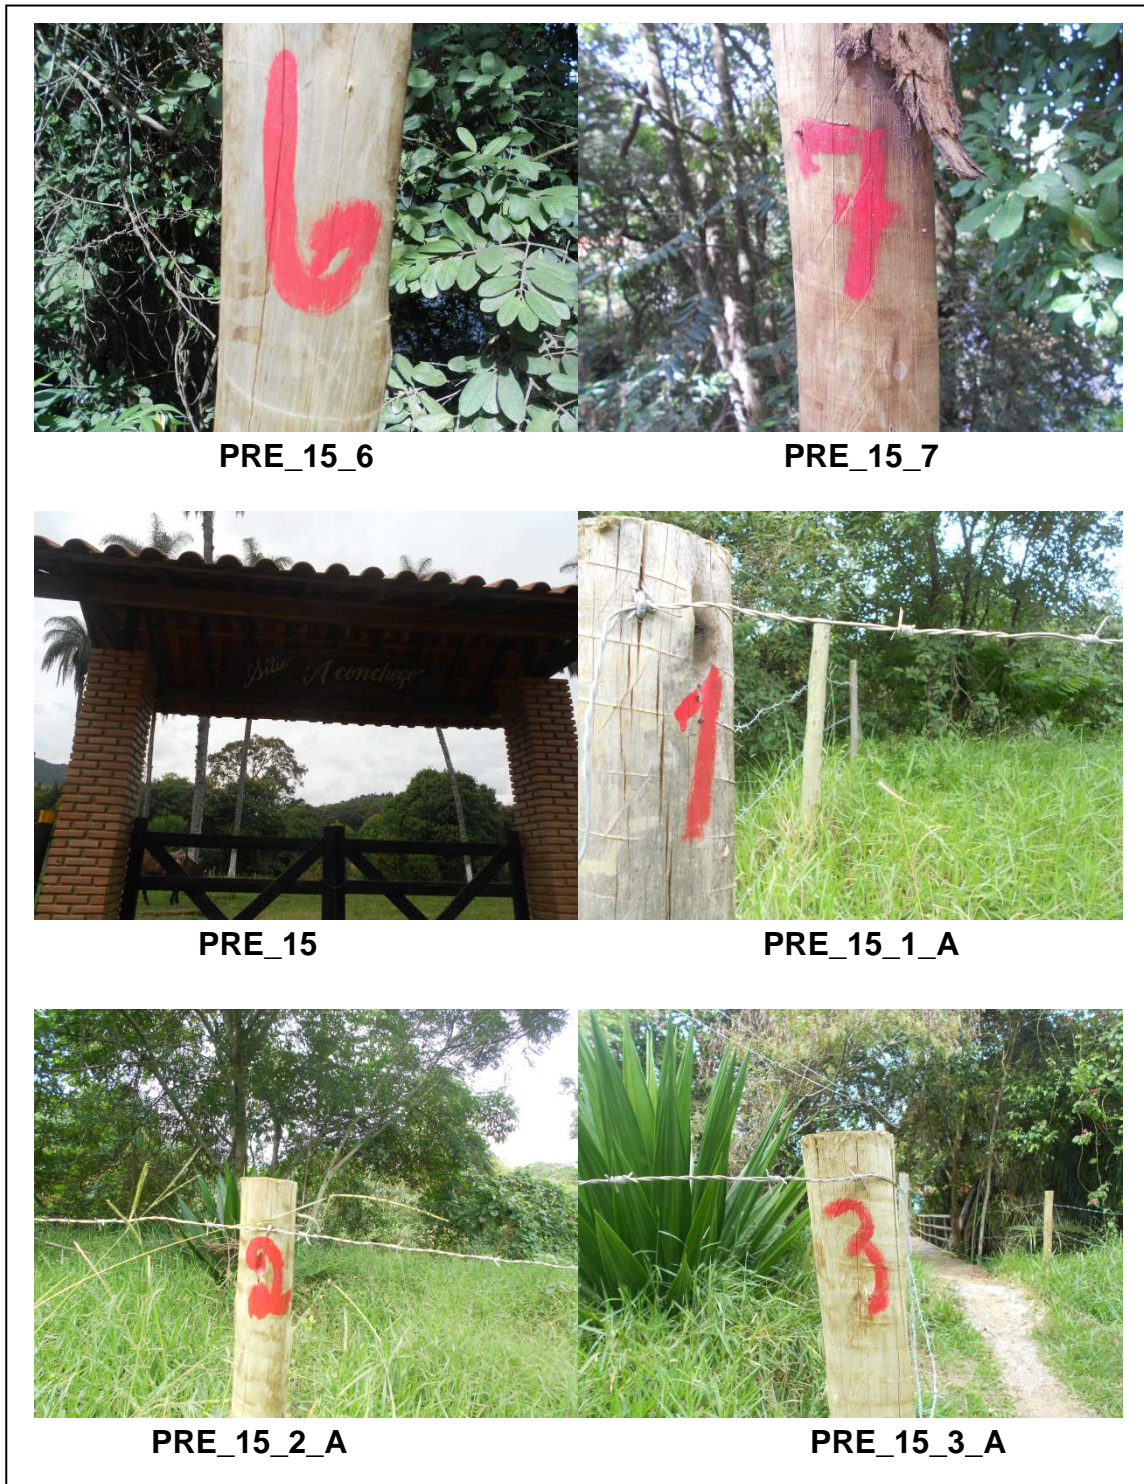 6
7
PRE_15_6
PRE_15_7
Sítio Aconchego
1
PRE_15
PRE_15_1_A
2
3
PRE_15_2_A
PRE_15_3_A